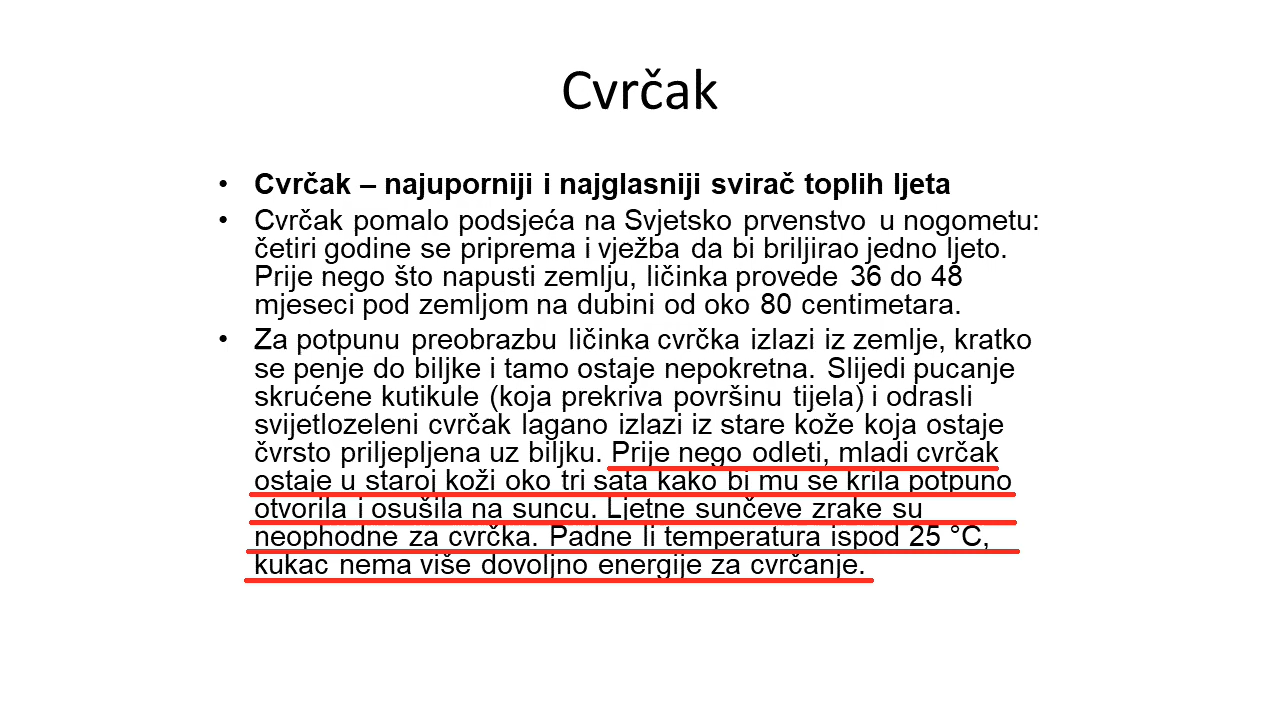 Cvrčak
• Cvrčak – najuporniji i najglasniji svirač toplih ljeta
• Cvrčak pomalo podsjeća na Svjetsko prvenstvo u nogometu:
četiri godine se priprema i vježba da bi briljirao jedno ljeto.
Prije nego što napusti zemlju, ličinka provede 36 do 48
mjeseci pod zemljom na dubini od oko 80 centimetara.
• Za potpunu preobrazbu ličinka cvrčka izlazi iz zemlje, kratko
se penje do biljke i tamo ostaje nepokretna. Slijedi pucanje
skrućene kutikule (koja prekriva površinu tijela) i odrasli
svijetlozeleni cvrčak lagano izlazi iz stare kože koja ostaje
čvrsto priljepljena uz biljku. Prije nego odleti, mladi cvrčak
ostaje u staroj koži oko tri sata kako bi mu se krila potpuno
otvorila i osušila na suncu. Ljetne sunčeve zrake su
neophodne za cvrčka. Padne li temperatura ispod 25 °C,
kukac nema više dovoljno energije za cvrčanje.